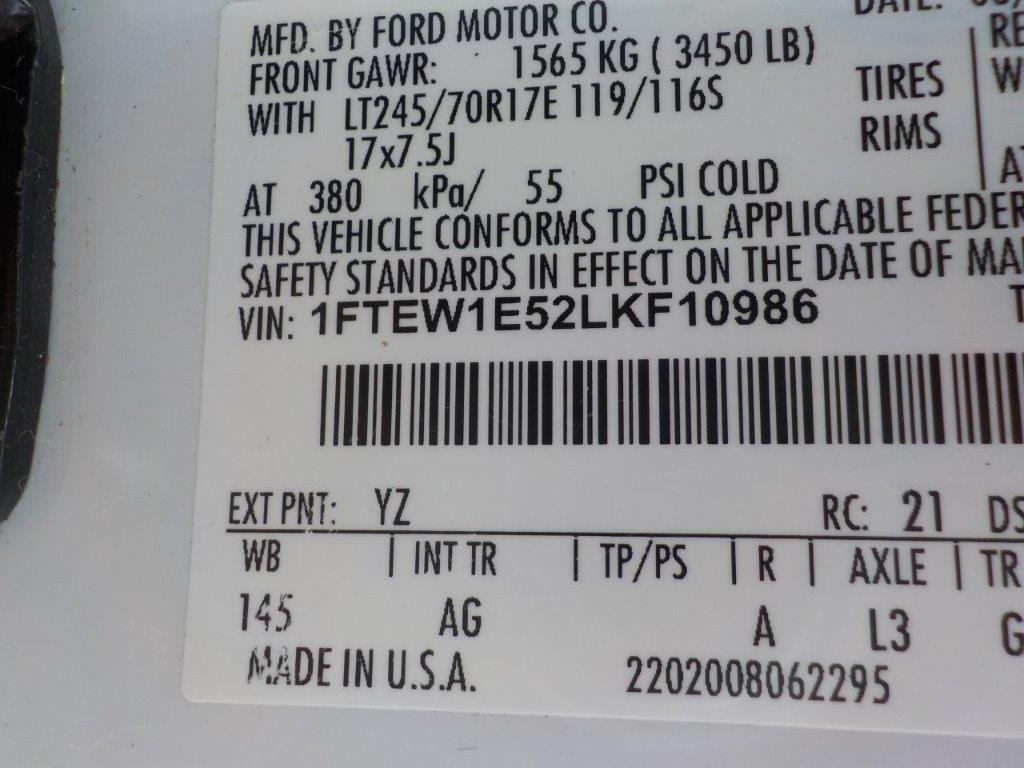 MFD. BY FORD MOTOR CO. DATE:
FRONT GAWR: 1565 KG ( 3450 LB)
WITH LT245/70R17E 119/116S TIRES
17x7.5J RIMS
AT 380 kPa/ 55 PSI COLD
THIS VEHICLE CONFORMS TO ALL APPLICABLE FEDER
SAFETY STANDARDS IN EFFECT ON THE DATE OF MA
VIN: 1FTEW1E52LKF10986 T
EXT PNT: YZ RC: 21 DS
WB | INT TR | TP/PS | R | AXLE | TR
145 AG A L3 G
MADE IN U.S.A. 2202008062295